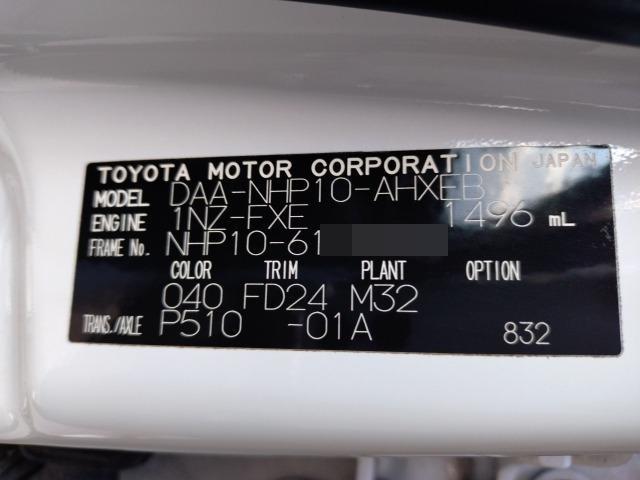 TOYOTA MOTOR CORPORATION JAPAN
MODEL DAA-NHP10-AHXEB
ENGINE 1NZ-FXE 1496 mL
FRAME No. NHP10-61
COLOR TRIM PLANT OPTION
040 FD24 M32
TRANS./AXLE P510 -01A 832